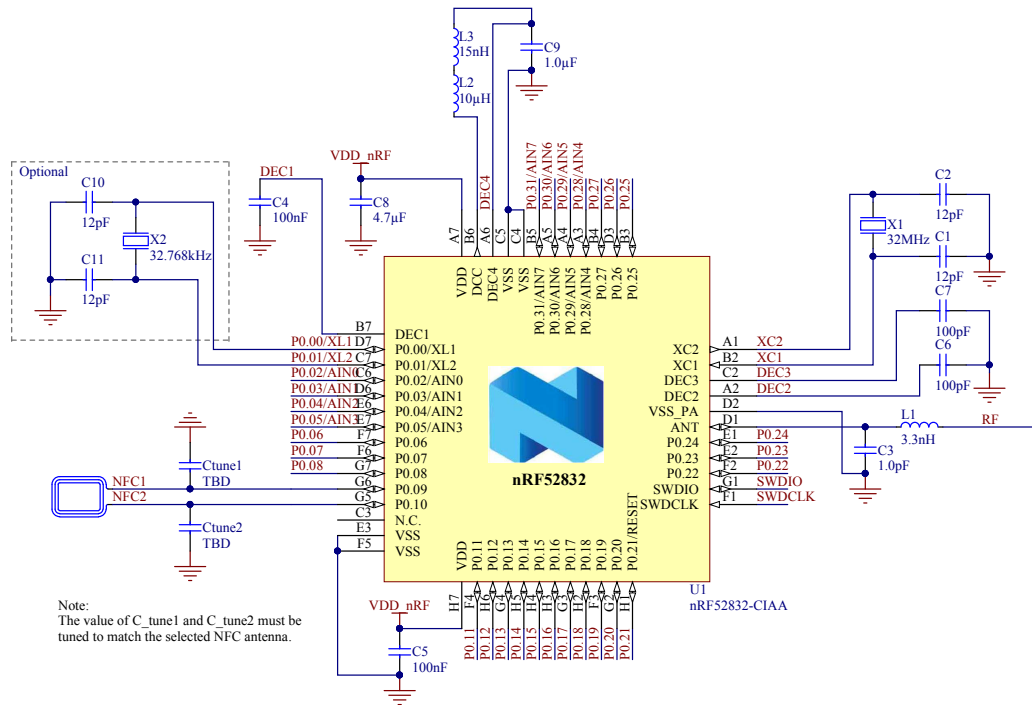 L3
15nH
L2
10µH
C9
1.0µF
Optional
C10
12pF
X2
32.768kHz
C11
12pF
DEC1
C4
100nF
VDD_nRF
C8
4.7µF
DEC4
P0.31/AIN7
P0.30/AIN6
P0.29/AIN5
P0.28/AIN4
P0.27
P0.26
P0.25
A7
B6
A6
C5
C4
B5
A5
A4
A3
B4
D3
B3
VDD
DCC
DEC4
VSS
VSS
P0.31/AIN7
P0.30/AIN6
P0.29/AIN5
P0.28/AIN4
P0.27
P0.26
P0.25
C2
12pF
X1
32MHz
C1
12pF
C7
100pF
C6
100pF
B7
DEC1
P0.00/XL1
D7
P0.00/XL1
P0.01/XL2
C7
P0.01/XL2
P0.02/AIN0
C6
P0.02/AIN0
P0.03/AIN1
D6
P0.03/AIN1
P0.04/AIN2
E6
P0.04/AIN2
P0.05/AIN3
E7
P0.05/AIN3
P0.06
F7
P0.06
P0.07
F6
P0.07
P0.08
G7
P0.08
NFC1
G6
P0.09
NFC2
G5
P0.10
C3
N.C.
E3
VSS
F5
VSS
Ctune1
TBD
Ctune2
TBD
nRF52832
XC2
A1
XC2
XC1
B2
XC1
DEC3
C2
DEC3
DEC2
A2
DEC2
VSS_PA
D2
ANT
D1
P0.24
E1
P0.24
P0.23
E2
P0.23
P0.22
F2
P0.22
SWDIO
G1
SWDIO
SWDCLK
F1
SWDCLK
L1
3.3nH
RF
C3
1.0pF
VDD
P0.11
P0.12
P0.13
P0.14
P0.15
P0.16
P0.17
P0.18
P0.19
P0.20
P0.21/RESET
H7
F4
H6
G4
H5
H4
H3
G3
H2
F3
G2
H1
P0.11
P0.12
P0.13
P0.14
P0.15
P0.16
P0.17
P0.18
P0.19
P0.20
P0.21
U1
nRF52832-CIAA
VDD_nRF
C5
100nF
Note:
The value of C_tune1 and C_tune2 must be
tuned to match the selected NFC antenna.